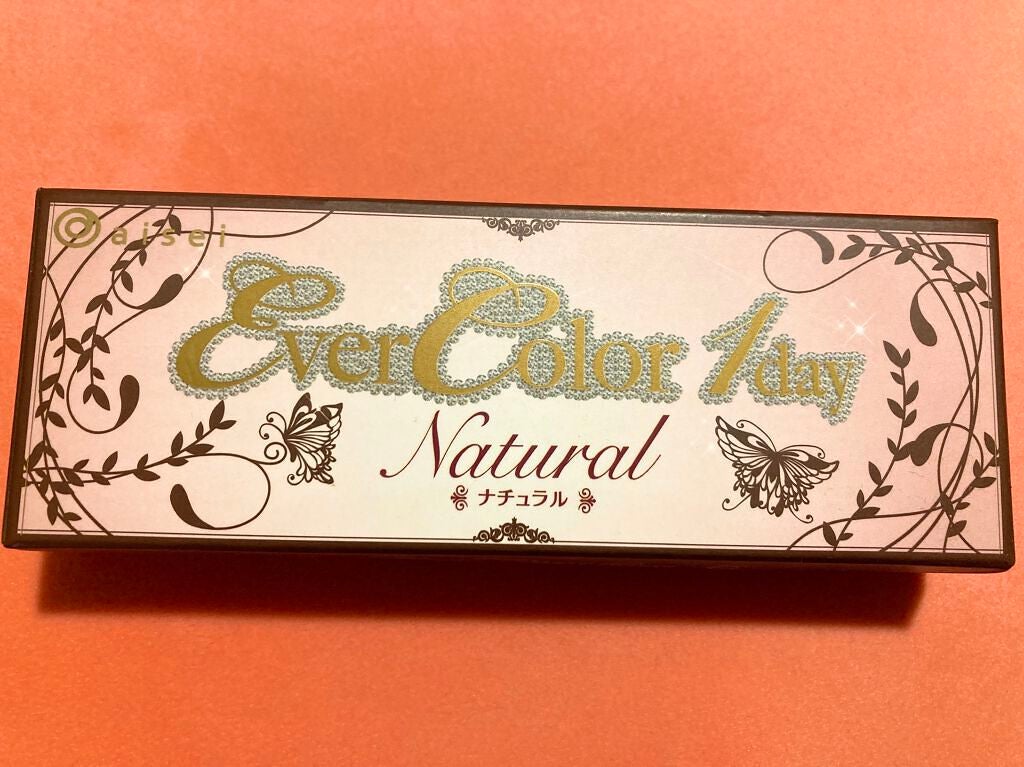 aisei
EverColor 1day
Natural
ナチュラル